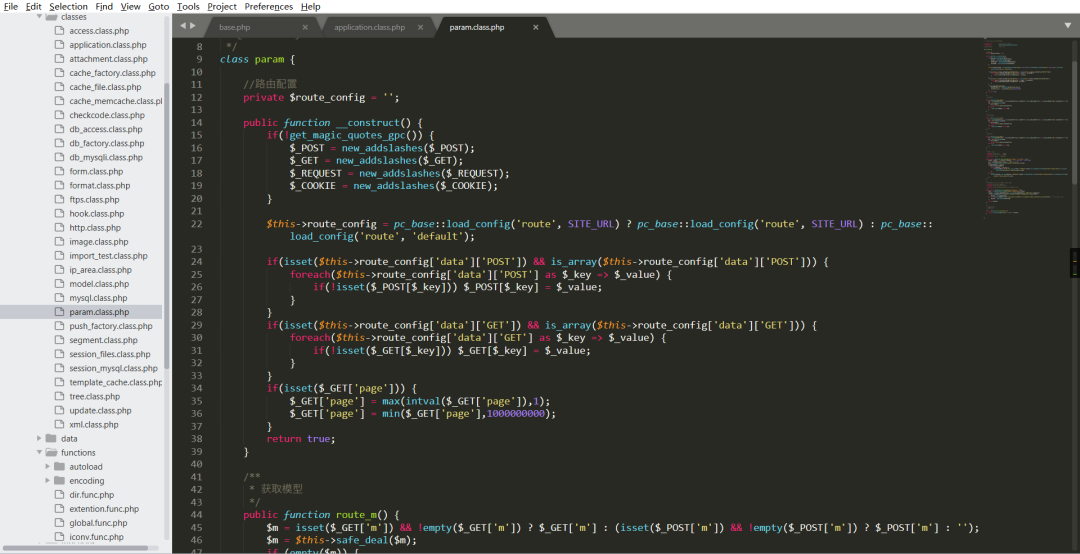 File Edit Selection Find View Goto Tools Project Preferences Help
classes
access.class.php
application.class.php
attachment.class.php
cache_factory.class.php
cache_file.class.php
cache_memcache.class.pl
checkcode.class.php
db_access.class.php
db_factory.class.php
db_mysqli.class.php
form.class.php
format.class.php
ftps.class.php
hook.class.php
http.class.php
image.class.php
import_test.class.php
ip_area.class.php
model.class.php
mysql.class.php
param.class.php
push_factory.class.php
segment.class.php
session_files.class.php
session_mysql.class.php
template_cache.class.php
tree.class.php
update.class.php
xml.class.php
data
functions
autoload
encoding
dir.func.php
extention.func.php
global.func.php
iconv.func.php
base.php × application.class.php × param.class.php ×
8 */
9 class param {
10
11 //路由配置
12 private $route_config = '';
13
14 public function __construct() {
15 if(!get_magic_quotes_gpc()) {
16 $_POST = new_addslashes($_POST);
17 $_GET = new_addslashes($_GET);
18 $_REQUEST = new_addslashes($_REQUEST);
19 $_COOKIE = new_addslashes($_COOKIE);
20 }
21
22 $this->route_config = pc_base::load_config('route', SITE_URL) ? pc_base::load_config('route', SITE_URL) : pc_base::
load_config('route', 'default');
23
24 if(isset($this->route_config['data']['POST']) && is_array($this->route_config['data']['POST'])) {
25 foreach($this->route_config['data']['POST'] as $_key => $_value) {
26 if(!isset($_POST[$_key])) $_POST[$_key] = $_value;
27 }
28 }
29 if(isset($this->route_config['data']['GET']) && is_array($this->route_config['data']['GET'])) {
30 foreach($this->route_config['data']['GET'] as $_key => $_value) {
31 if(!isset($_GET[$_key])) $_GET[$_key] = $_value;
32 }
33 }
34 if(isset($_GET['page'])) {
35 $_GET['page'] = max(intval($_GET['page']),1);
36 $_GET['page'] = min($_GET['page'],1000000000);
37 }
38 return true;
39 }
40
41 /**
42 * 获取模型
43 */
44 public function route_m() {
45 $m = isset($_GET['m']) && !empty($_GET['m']) ? $_GET['m'] : (isset($_POST['m']) && !empty($_POST['m']) ? $_POST['m'] : '');
46 $m = $this->safe_deal($m);
47 if (empty($m)) {